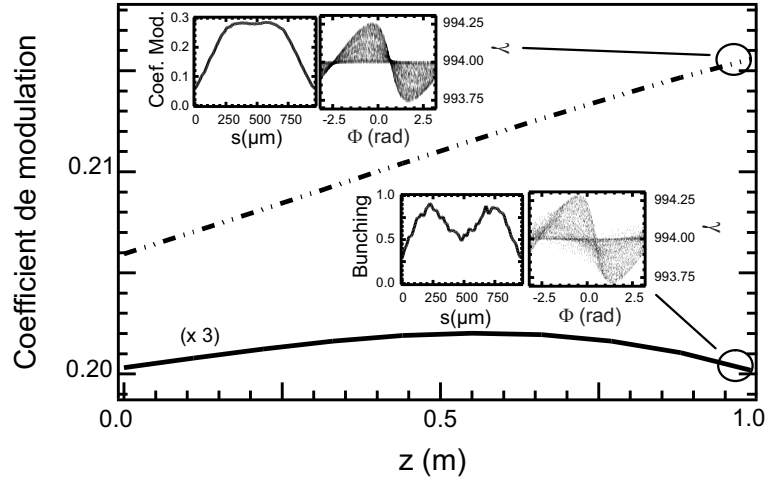 Coefficient de modulation
0.21
0.20
0.0
0.5
1.0
z (m)
(x 3)
Coef. Mod.
0.3
0.2
0.1
0.0
0
250
500
750
s(μm)
-2.5
0.0
2.5
Φ (rad)
994.25
994.00
993.75
γ
Bunching
1.0
0.5
0.0
0
250
500
750
s(μm)
-2.5
0.0
2.5
Φ (rad)
994.25
994.00
993.75
γ